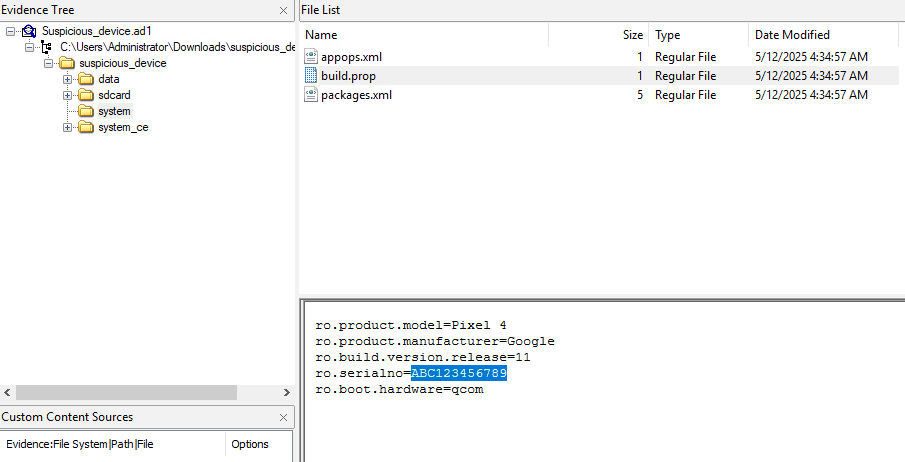 Evidence Tree
Suspicious_device.ad1
C:\Users\Administrator\Downloads\suspicious_de
suspicious_device
data
sdcard
system
system_ce
Custom Content Sources
Evidence:File System|Path|File Options
File List
Name Size Type Date Modified
appops.xml 1 Regular File 5/12/2025 4:34:57 AM
build.prop 1 Regular File 5/12/2025 4:34:57 AM
packages.xml 5 Regular File 5/12/2025 4:34:57 AM
ro.product.model=Pixel 4
ro.product.manufacturer=Google
ro.build.version.release=11
ro.serialno=ABC123456789
ro.boot.hardware=qcom